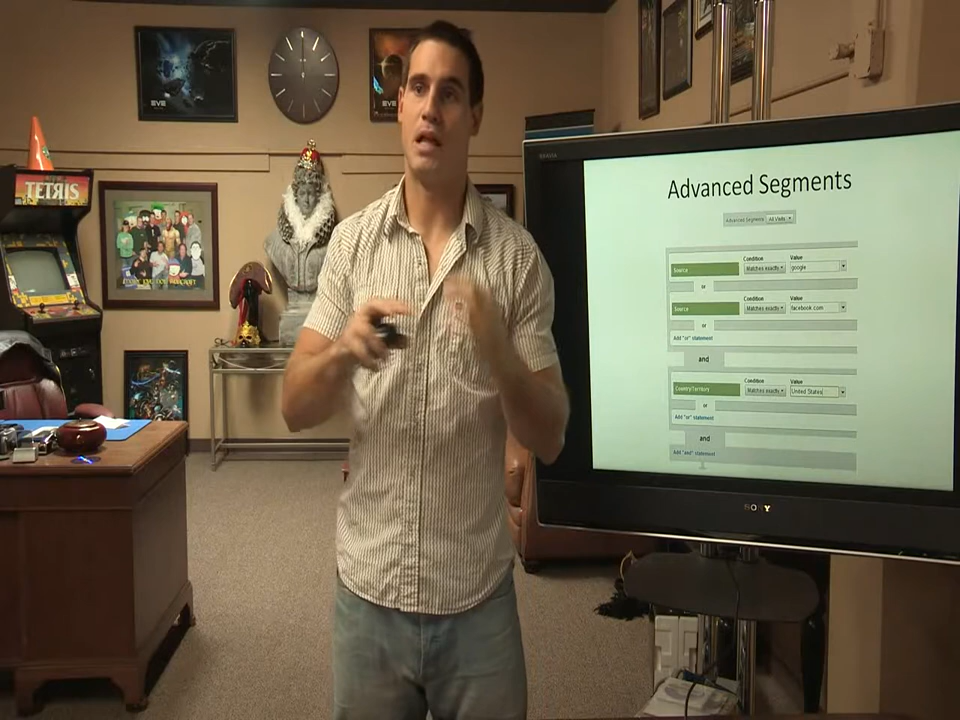 EVE
TETRIS
BRAVIA
Advanced Segments
Advanced Segments All Visits
Condition Value
Source Matches exactly google
or
Condition Value
Source Matches exactly facebook.com
or
Add "or" statement
and
Condition Value
Country/Territory Matches exactly United States
or
Add "or" statement
and
Add "and" statement
SONY